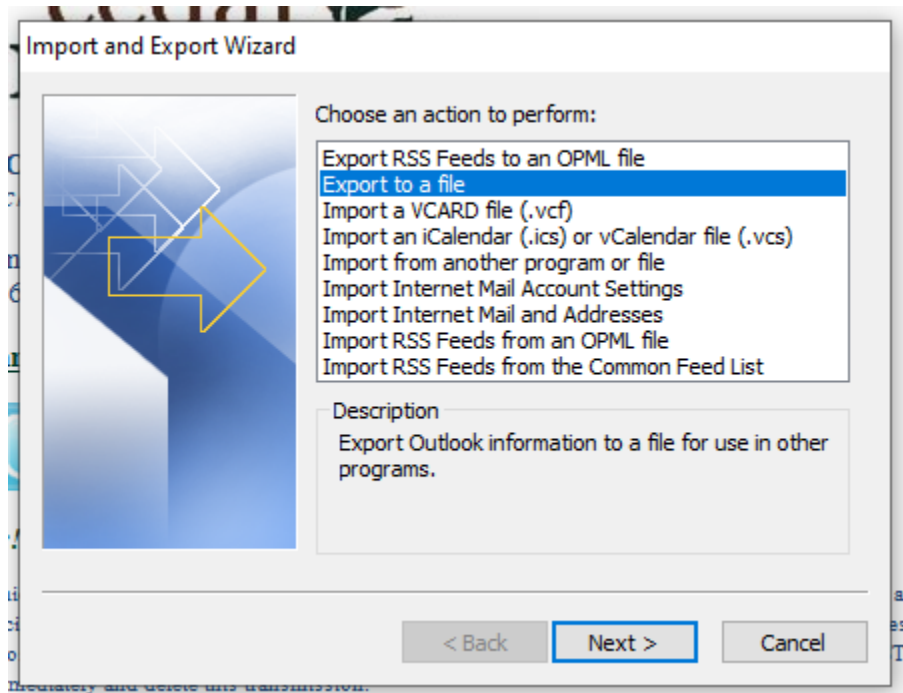 Import and Export Wizard
Choose an action to perform:
Export RSS Feeds to an OPML file
Export to a file
Import a VCARD file (.vcf)
Import an iCalendar (.ics) or vCalendar file (.vcs)
Import from another program or file
Import Internet Mail Account Settings
Import Internet Mail and Addresses
Import RSS Feeds from an OPML file
Import RSS Feeds from the Common Feed List
Description
Export Outlook information to a file for use in other
programs.
< Back Next > Cancel
and delete this transmission.